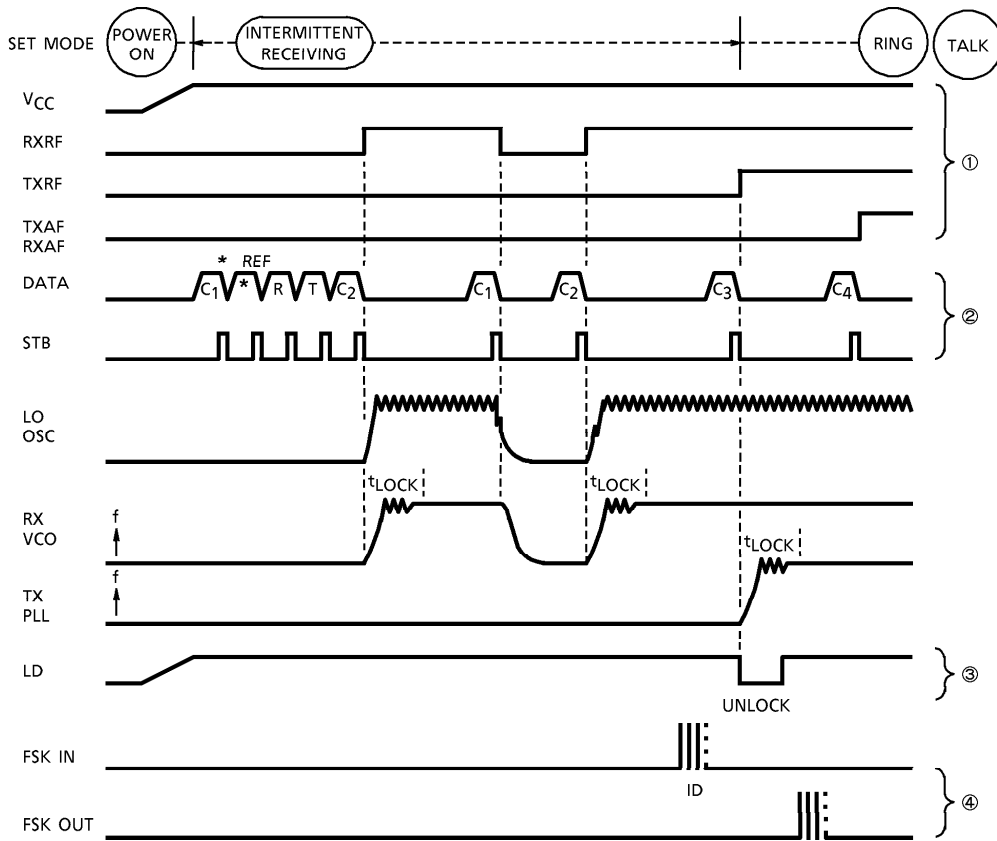 SET MODE POWER ON INTERMITTENT RECEIVING RING TALK
VCC
RXRF
①
TXRF
TXAF
RXAF
* REF
DATA C1 * R T C2 C1 C2 C3 C4
②
STB
LO
OSC
tLOCK tLOCK
RX
VCO
f
tLOCK
TX
PLL
f
LD
③
UNLOCK
FSK IN
ID
④
FSK OUT